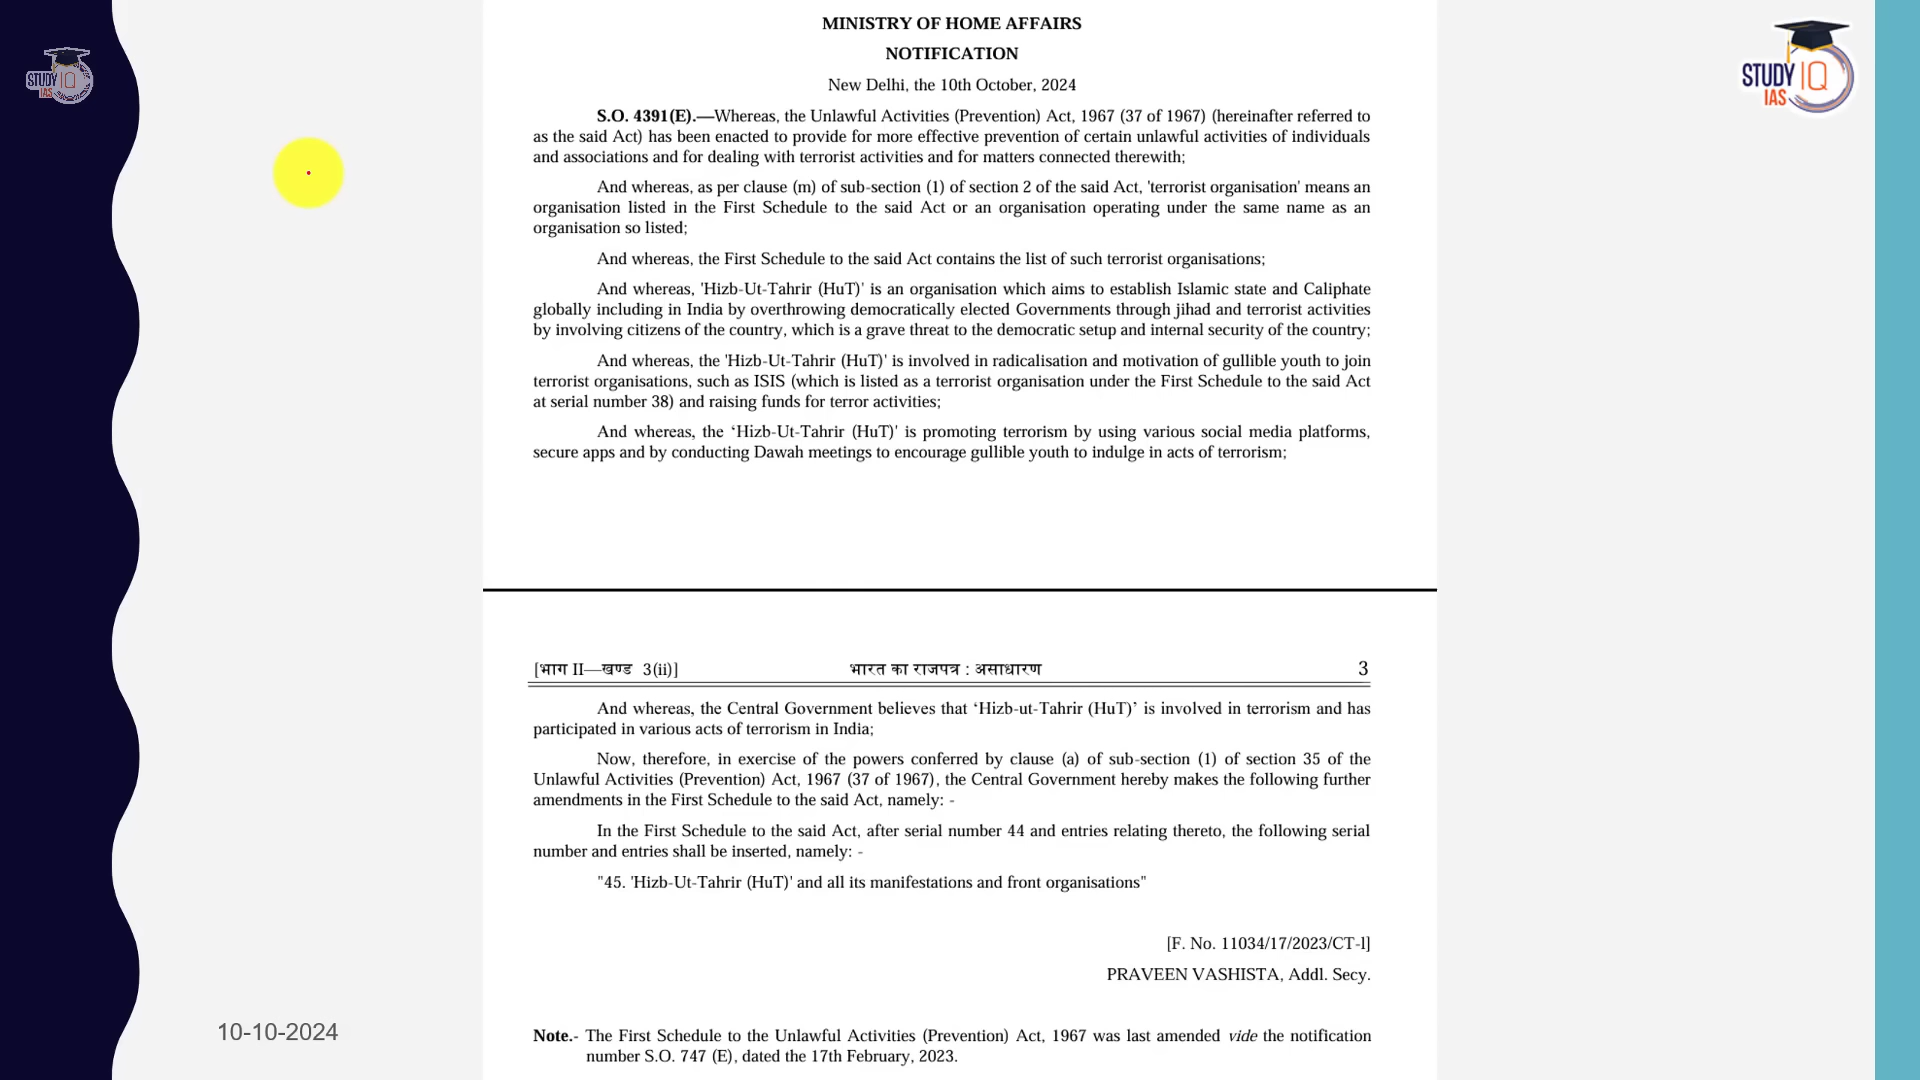 MINISTRY OF HOME AFFAIRS
NOTIFICATION
New Delhi, the 10th October, 2024
S.O. 4391(E).—Whereas, the Unlawful Activities (Prevention) Act, 1967 (37 of 1967) (hereinafter referred to
as the said Act) has been enacted to provide for more effective prevention of certain unlawful activities of individuals
and associations and for dealing with terrorist activities and for matters connected therewith;
And whereas, as per clause (m) of sub-section (1) of section 2 of the said Act, 'terrorist organisation' means an
organisation listed in the First Schedule to the said Act or an organisation operating under the same name as an
organisation so listed;
And whereas, the First Schedule to the said Act contains the list of such terrorist organisations;
And whereas, 'Hizb-Ut-Tahrir (HuT)' is an organisation which aims to establish Islamic state and Caliphate
globally including in India by overthrowing democratically elected Governments through jihad and terrorist activities
by involving citizens of the country, which is a grave threat to the democratic setup and internal security of the country;
And whereas, the 'Hizb-Ut-Tahrir (HuT)' is involved in radicalisation and motivation of gullible youth to join
terrorist organisations, such as ISIS (which is listed as a terrorist organisation under the First Schedule to the said Act
at serial number 38) and raising funds for terror activities;
And whereas, the ‘Hizb-Ut-Tahrir (HuT)' is promoting terrorism by using various social media platforms,
secure apps and by conducting Dawah meetings to encourage gullible youth to indulge in acts of terrorism;
[भाग II—खण्ड 3(ii)] भारत का राजपत्र : असाधारण 3
And whereas, the Central Government believes that ‘Hizb-ut-Tahrir (HuT)’ is involved in terrorism and has
participated in various acts of terrorism in India;
Now, therefore, in exercise of the powers conferred by clause (a) of sub-section (1) of section 35 of the
Unlawful Activities (Prevention) Act, 1967 (37 of 1967), the Central Government hereby makes the following further
amendments in the First Schedule to the said Act, namely: -
In the First Schedule to the said Act, after serial number 44 and entries relating thereto, the following serial
number and entries shall be inserted, namely: -
"45. 'Hizb-Ut-Tahrir (HuT)' and all its manifestations and front organisations"
[F. No. 11034/17/2023/CT-l]
PRAVEEN VASHISTA, Addl. Secy.
Note.- The First Schedule to the Unlawful Activities (Prevention) Act, 1967 was last amended vide the notification
number S.O. 747 (E), dated the 17th February, 2023.
10-10-2024
STUDY IQ
IAS
STUDY IQ
IAS